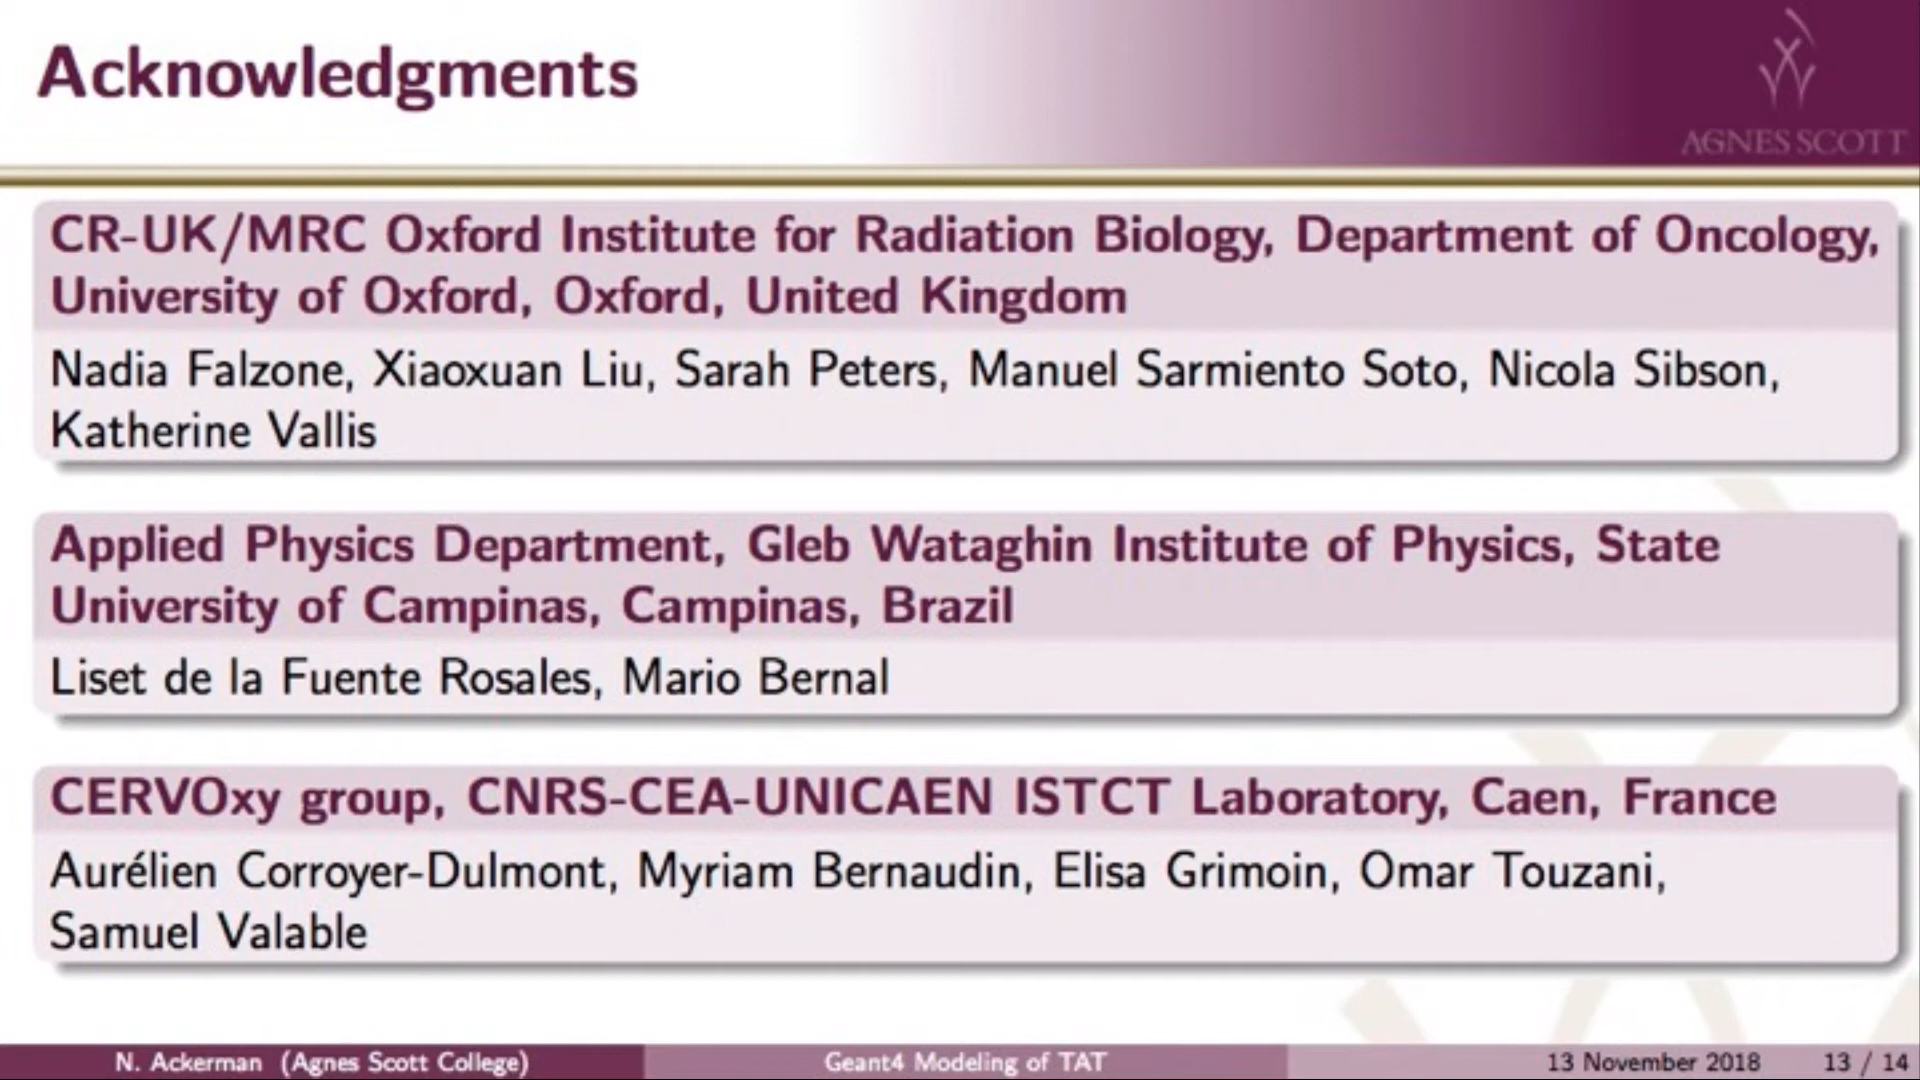 Acknowledgments
AGNES SCOTT
CR-UK/MRC Oxford Institute for Radiation Biology, Department of Oncology,
University of Oxford, Oxford, United Kingdom
Nadia Falzone, Xiaoxuan Liu, Sarah Peters, Manuel Sarmiento Soto, Nicola Sibson,
Katherine Vallis
Applied Physics Department, Gleb Wataghin Institute of Physics, State
University of Campinas, Campinas, Brazil
Liset de la Fuente Rosales, Mario Bernal
CERVOxy group, CNRS-CEA-UNICAEN ISTCT Laboratory, Caen, France
Aurélien Corroyer-Dulmont, Myriam Bernaudin, Elisa Grimoin, Omar Touzani,
Samuel Valable
N. Ackerman (Agnes Scott College) Geant4 Modeling of TAT 13 November 2018 13 / 14